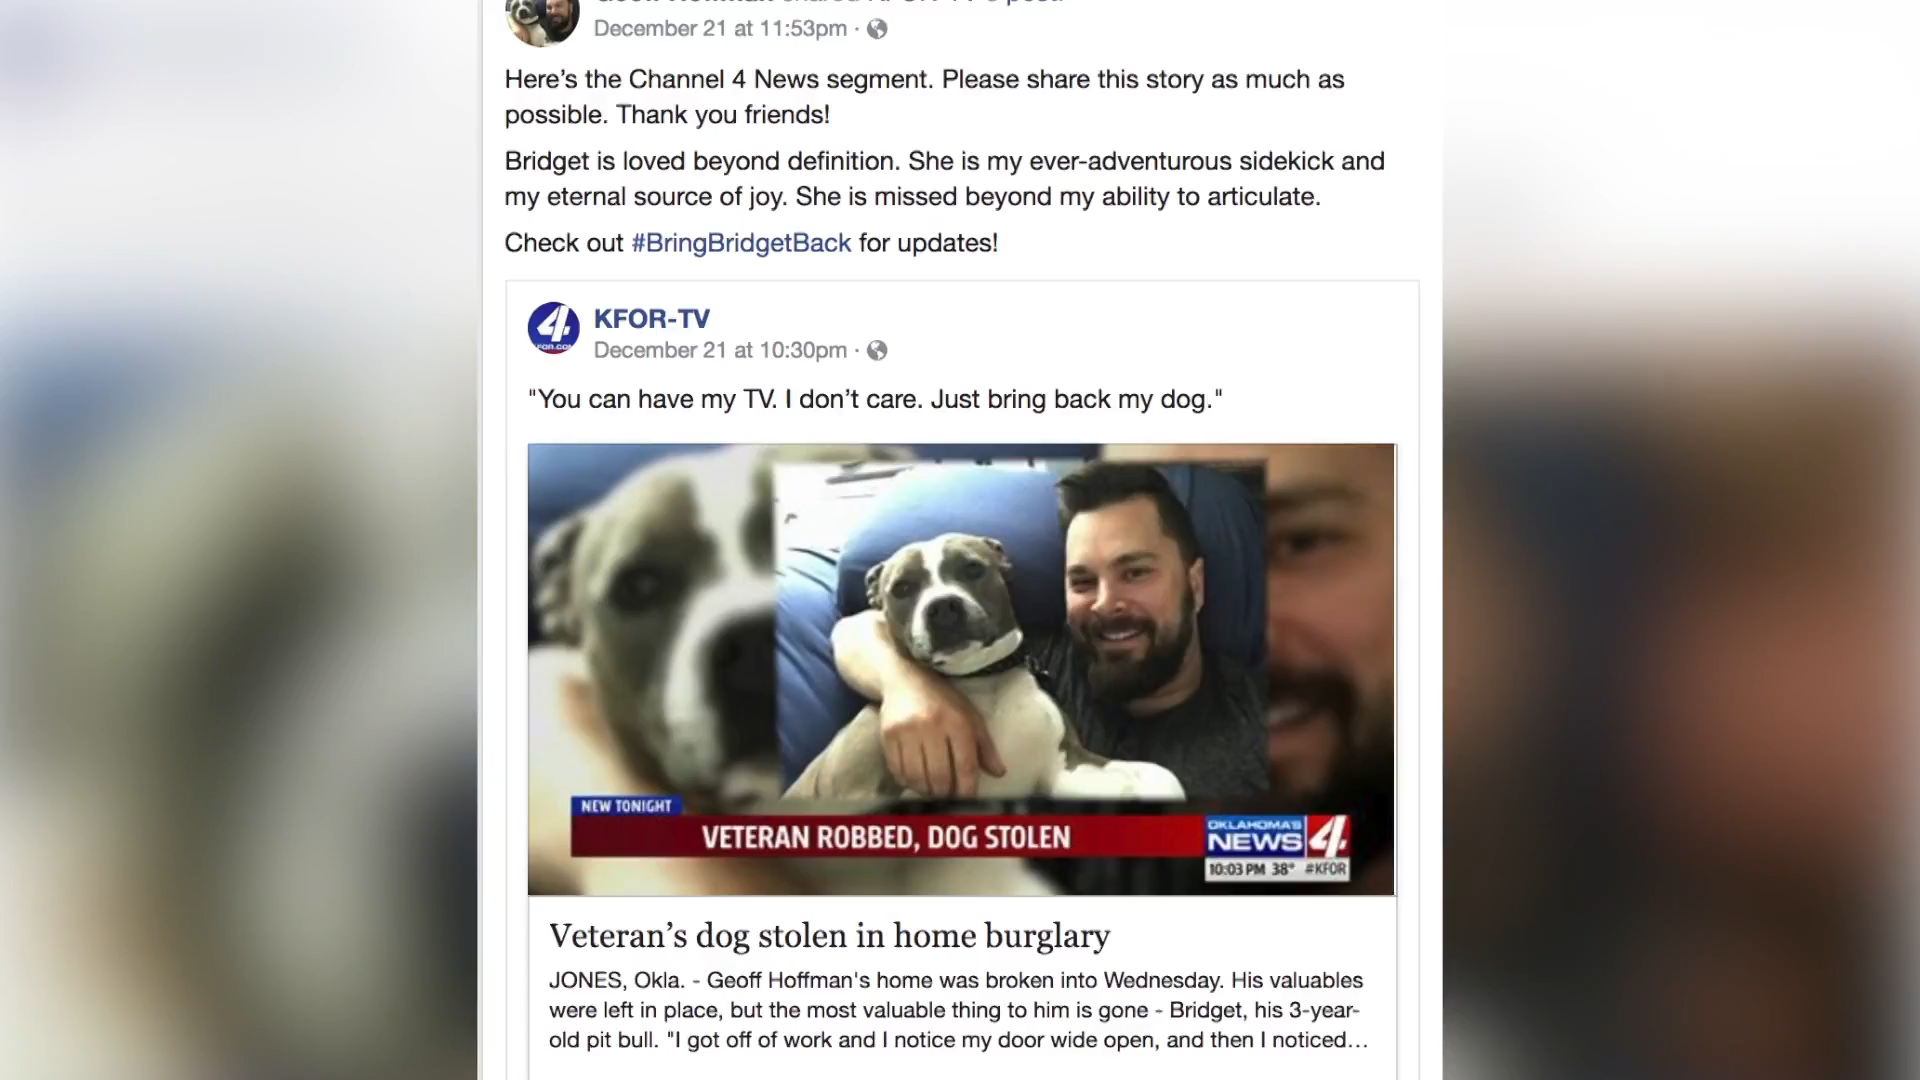 December 21 at 11:53pm ·
Here’s the Channel 4 News segment. Please share this story as much as
possible. Thank you friends!
Bridget is loved beyond definition. She is my ever-adventurous sidekick and
my eternal source of joy. She is missed beyond my ability to articulate.
Check out #BringBridgetBack for updates!
4
KFOR.COM
KFOR-TV
December 21 at 10:30pm ·
"You can have my TV. I don’t care. Just bring back my dog."
NEW TONIGHT
VETERAN ROBBED, DOG STOLEN
OKLAHOMA'S
NEWS 4
10:03 PM 38° #KFOR
Veteran’s dog stolen in home burglary
JONES, Okla. - Geoff Hoffman's home was broken into Wednesday. His valuables
were left in place, but the most valuable thing to him is gone - Bridget, his 3-year-
old pit bull. "I got off of work and I notice my door wide open, and then I noticed...